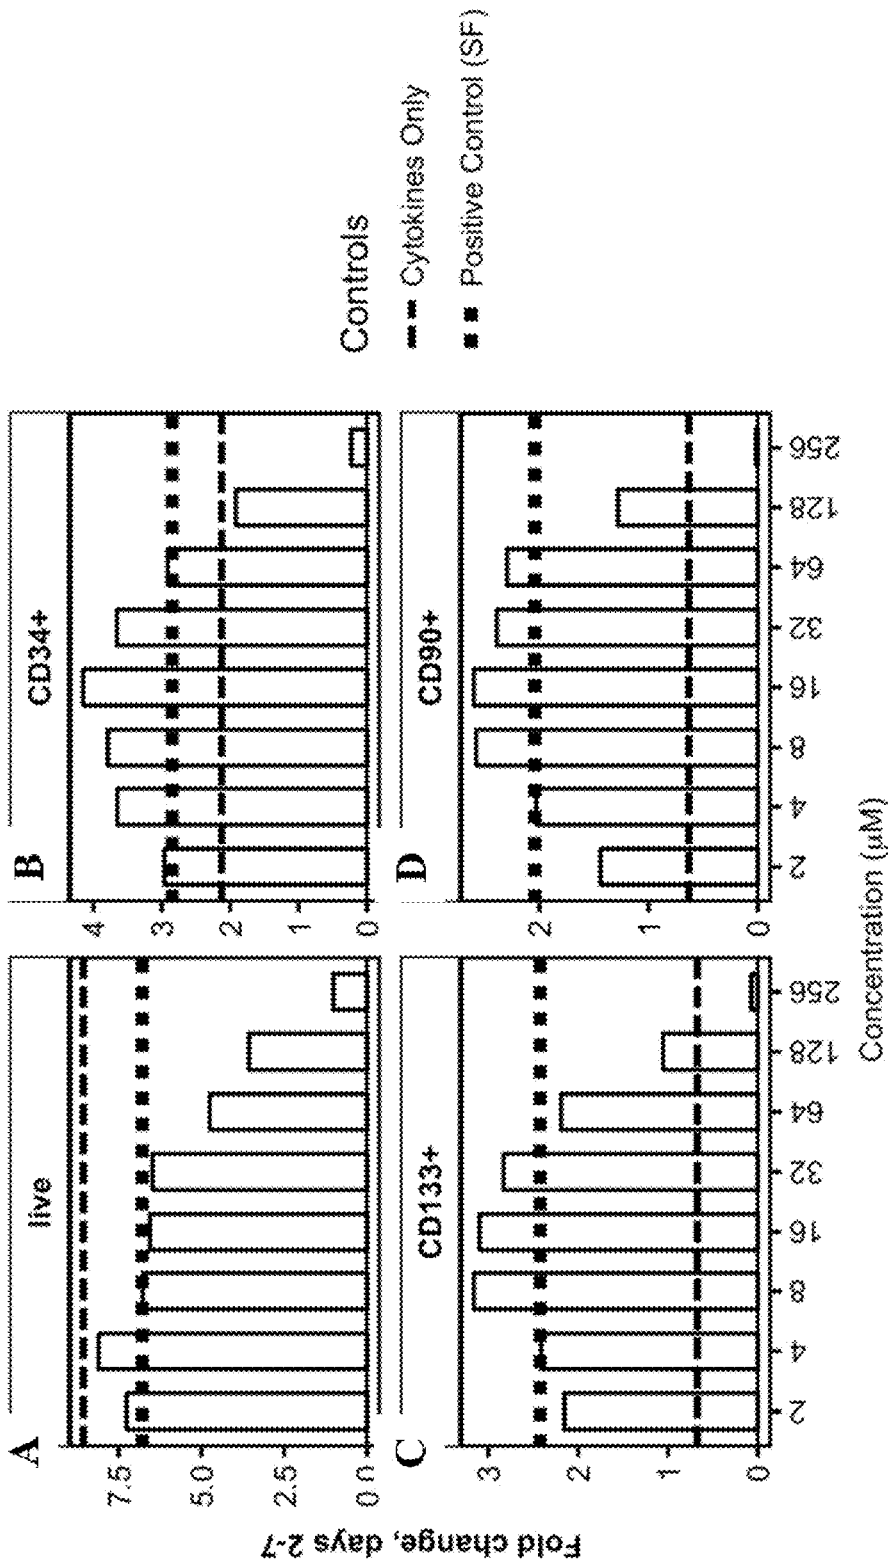 A
live
7.5
5.0
2.5
0.0
B
CD34+
4
3
2
1
0
C
CD133+
3
2
1
0
2
4
8
16
32
64
128
256
D
CD90+
2
1
0
2
4
8
16
32
64
128
256
Fold change, days 2-7
Concentration (μM)
Controls
Cytokines Only
Positive Control (SF)